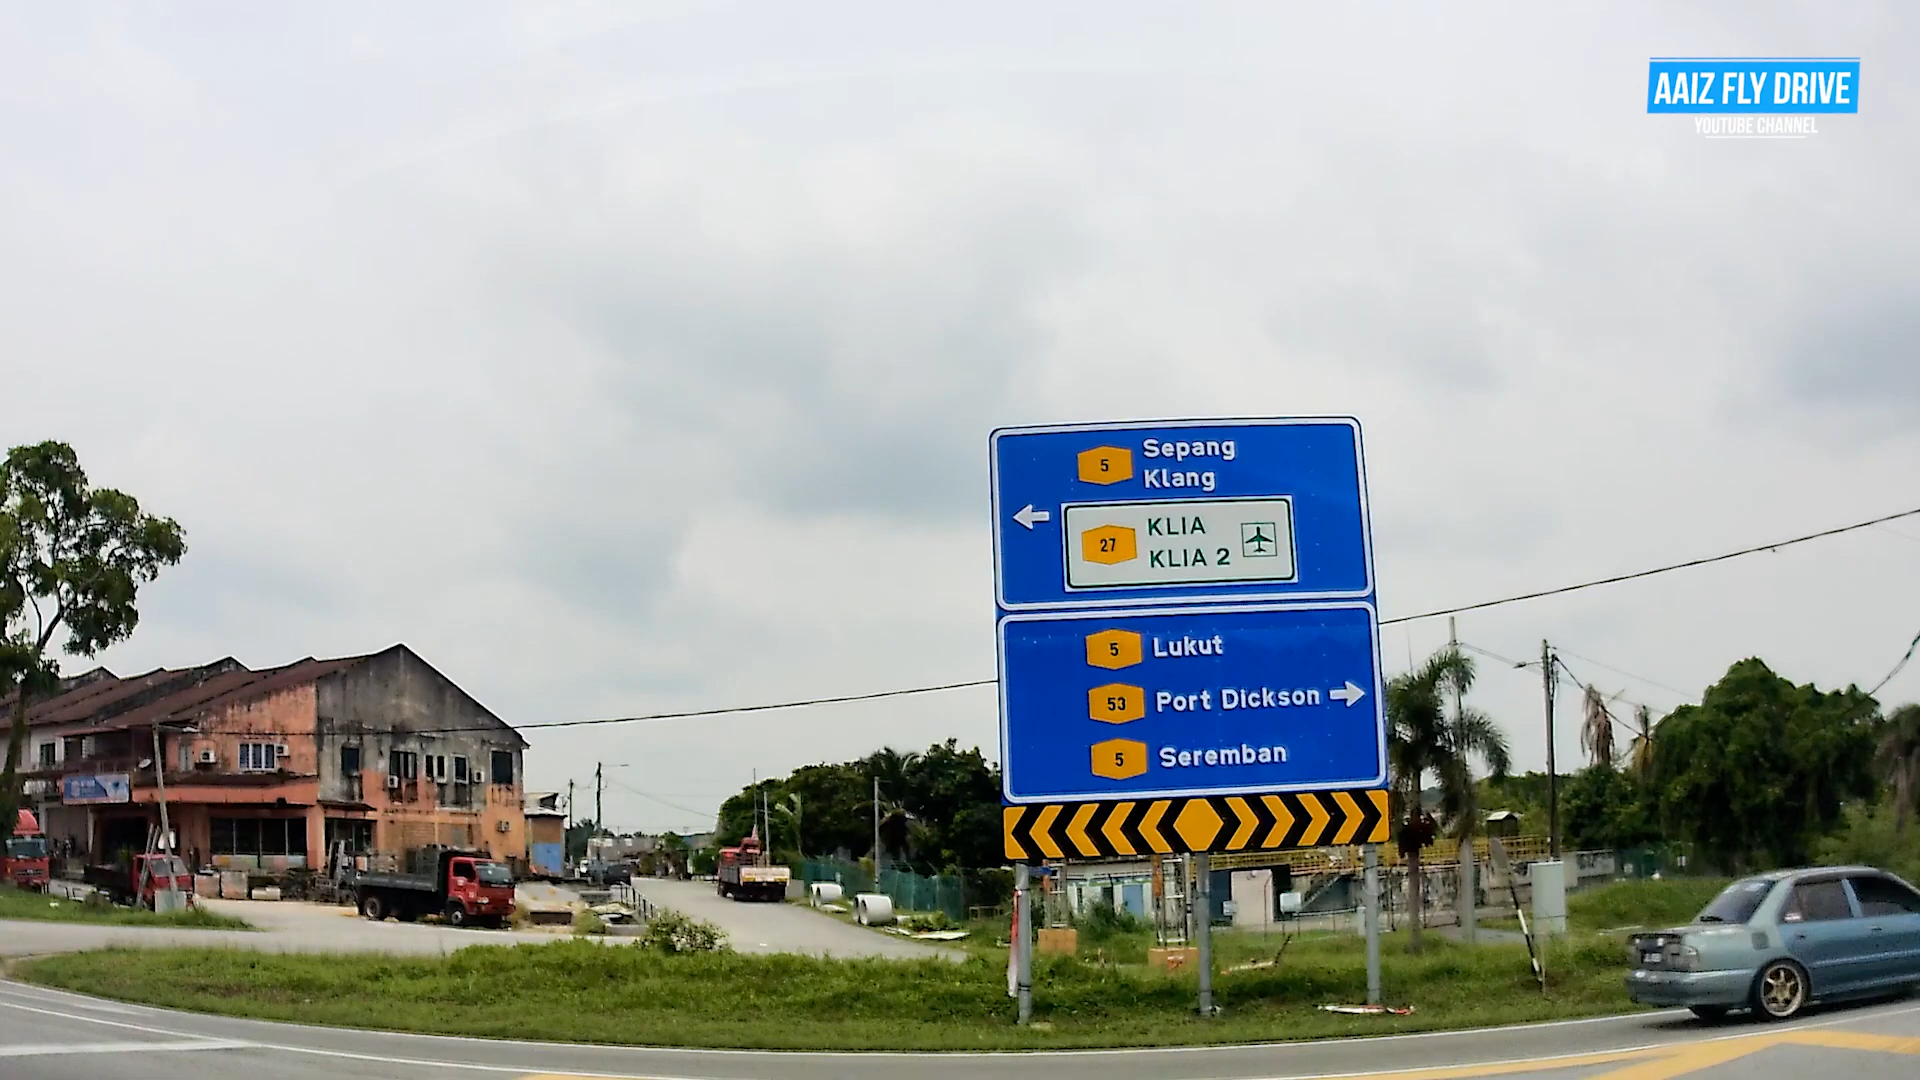 AAIZ FLY DRIVE
YOUTUBE CHANNEL
5 Sepang
Klang
27 KLIA
KLIA 2
5 Lukut
53 Port Dickson
5 Seremban